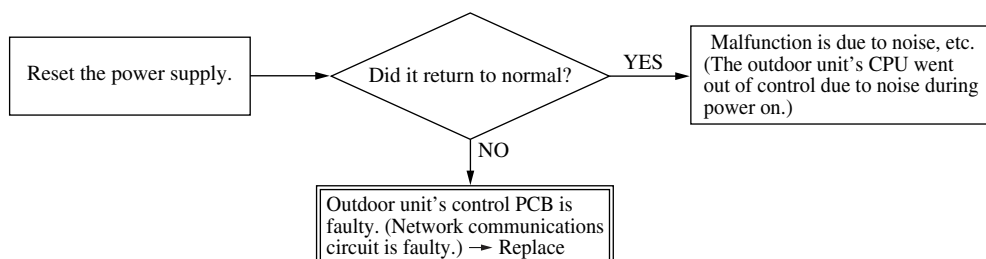 Reset the power supply.
Did it return to normal?
YES
Malfunction is due to noise, etc.
(The outdoor unit's CPU went
out of control due to noise during
power on.)
NO
Outdoor unit's control PCB is
faulty. (Network communications
circuit is faulty.) → Replace